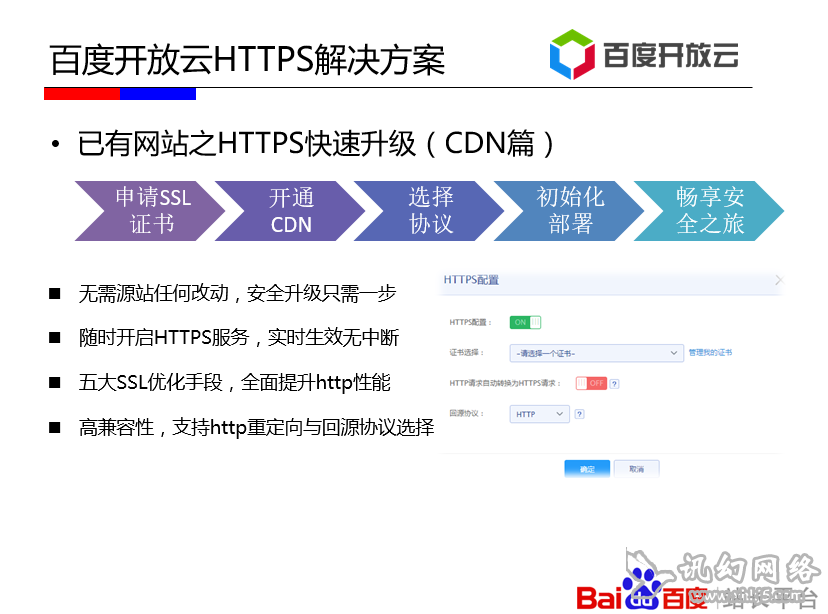 百度开放云HTTPS解决方案
百度开放云
• 已有网站之HTTPS快速升级（CDN篇）
申请SSL
证书
开通
CDN
选择
协议
初始化
部署
畅享安
全之旅
■ 无需源站任何改动，安全升级只需一步
■ 随时开启HTTPS服务，实时生效无中断
■ 五大SSL优化手段，全面提升http性能
■ 高兼容性，支持http重定向与回源协议选择
HTTPS配置
HTTPS配置： ON
证书选择： -请选择一个证书- 管理我的证书
HTTP请求自动转换为HTTPS请求： OFF ?
回源协议： HTTP ?
确定 取消
讯幻网络
Bai 百度 平台